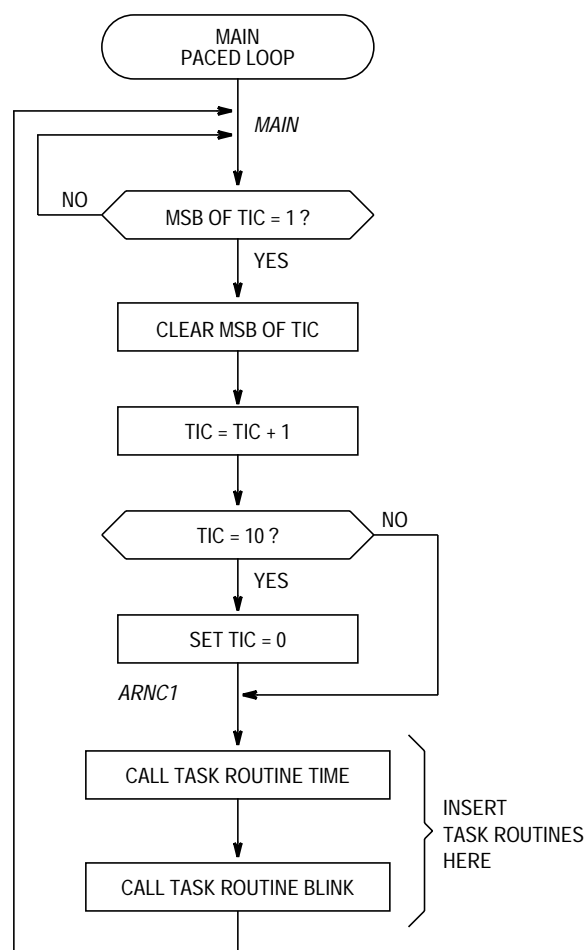 MAIN
PACED LOOP
MAIN
NO
MSB OF TIC = 1 ?
YES
CLEAR MSB OF TIC
TIC = TIC + 1
TIC = 10 ?
NO
YES
SET TIC = 0
ARNC1
CALL TASK ROUTINE TIME
INSERT
TASK ROUTINES
HERE
CALL TASK ROUTINE BLINK